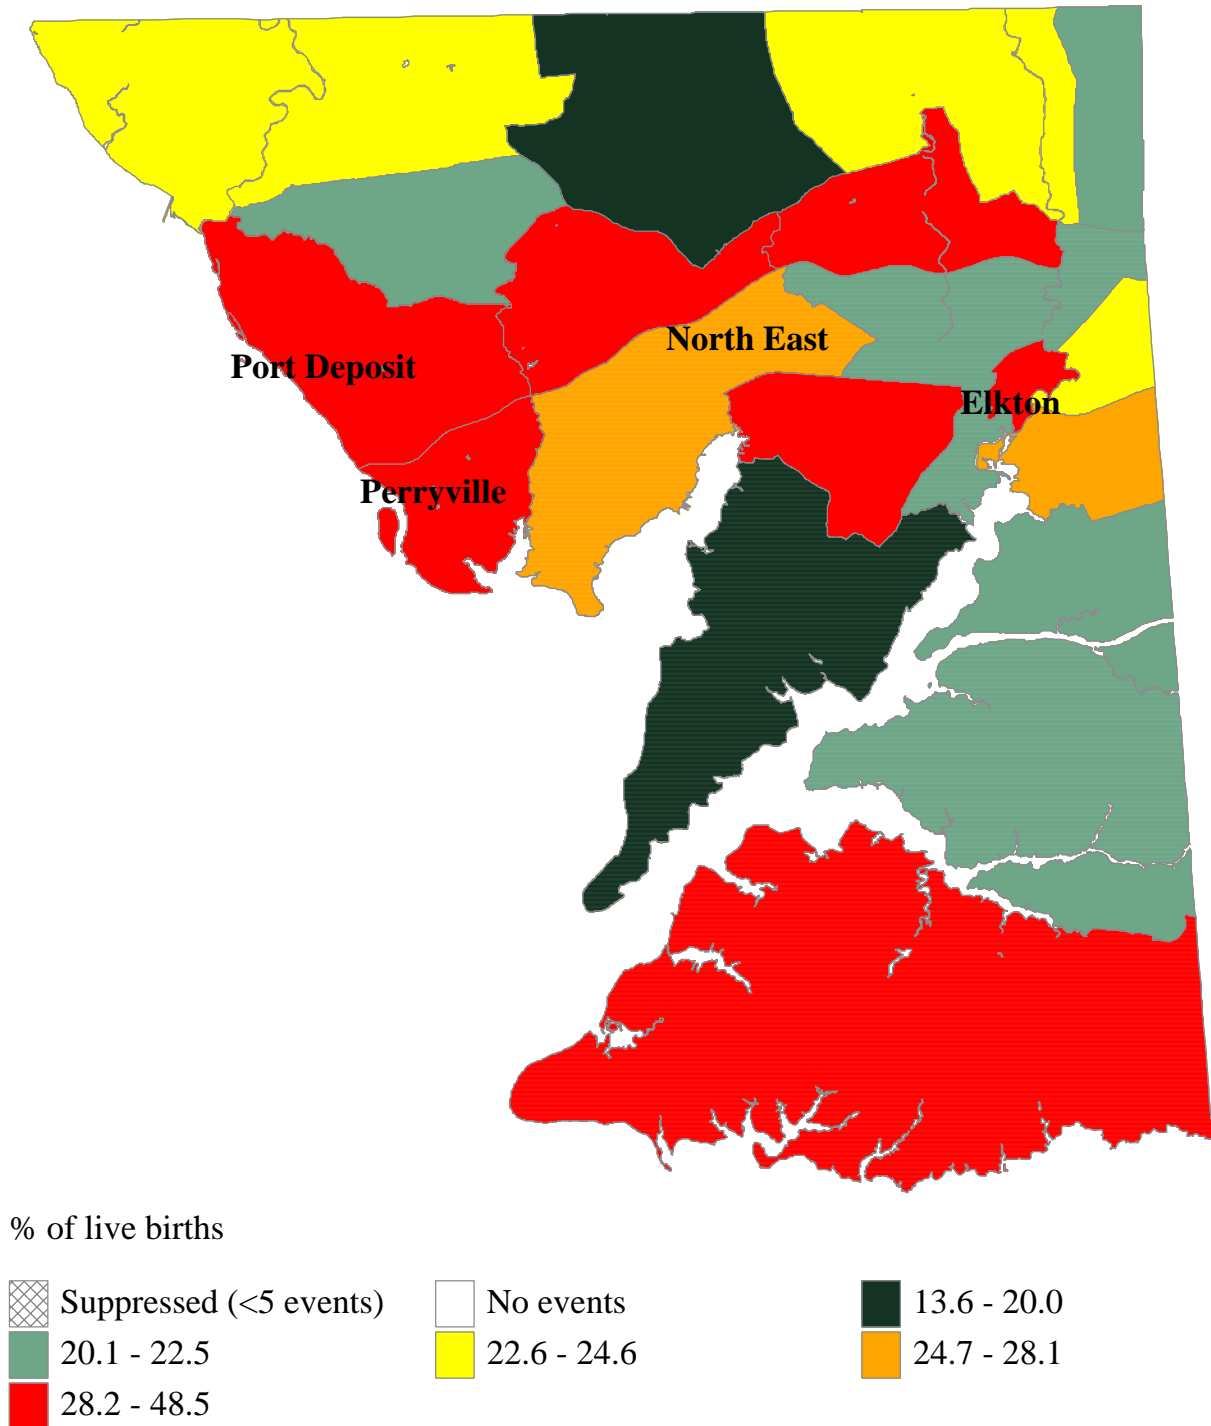 North East
Port Deposit
Elkton
Perryville
% of live births
Suppressed (<5 events)
No events
13.6 - 20.0
20.1 - 22.5
22.6 - 24.6
24.7 - 28.1
28.2 - 48.5